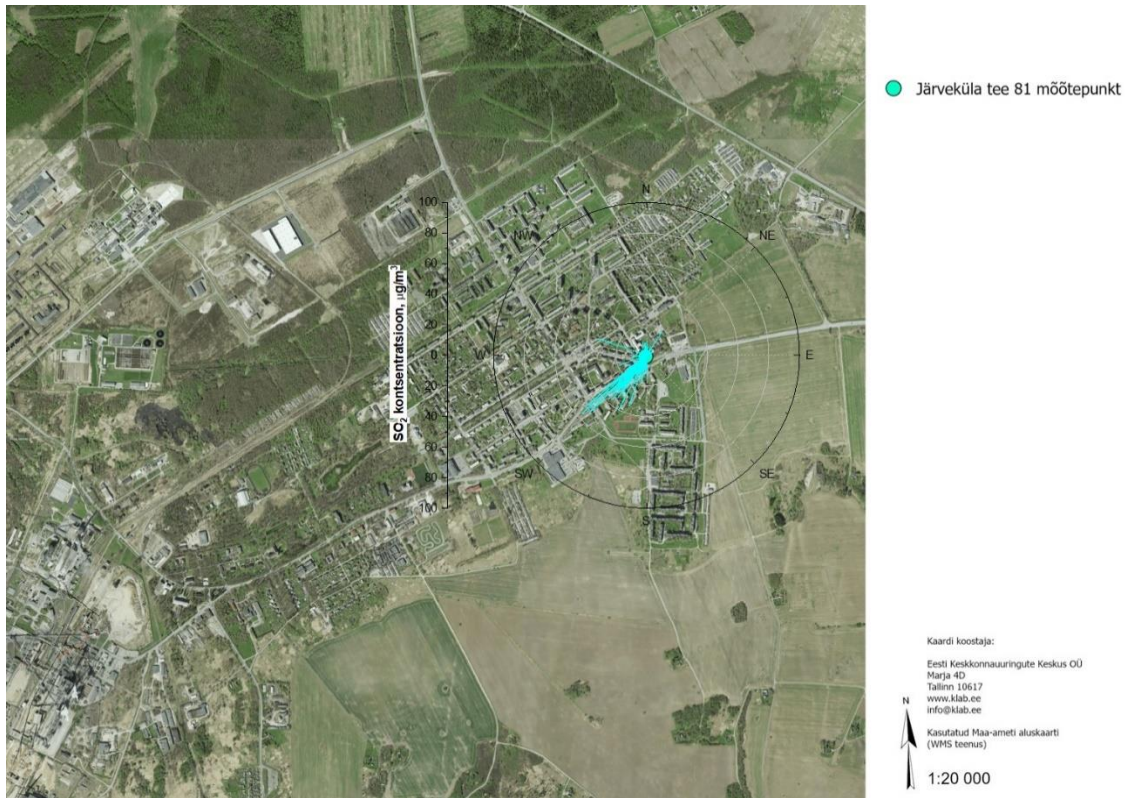 Järveküla tee 81 mõõtepunkt
N
NW
NE
W
E
SW
SE
S
100
80
60
40
20
0
20
40
60
80
100
SO2 kontsentratsioon, µg/m³
Kaardi koostaja:
Eesti Keskkonnauuringute Keskus OÜ
Marja 4D
Tallinn 10617
www.klab.ee
info@klab.ee
Kasutatud Maa-ameti aluskaarti
(WMS teenus)
N
1:20 000